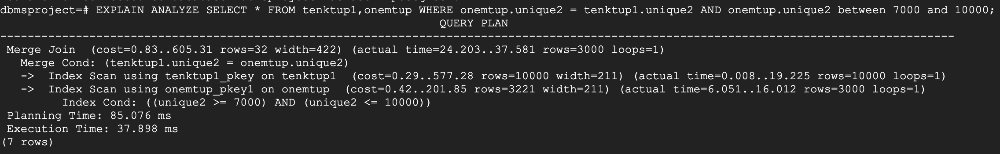 dbmsproject=# EXPLAIN ANALYZE SELECT * FROM tenktup1,onemtup WHERE onemtup.unique2 = tenktup1.unique2 AND onemtup.unique2 between 7000 and 10000;
QUERY PLAN
------------------------------------------------------------------------------------------------------------------------------------------
Merge Join  (cost=0.83..605.31 rows=32 width=422) (actual time=24.203..37.581 rows=3000 loops=1)
  Merge Cond: (tenktup1.unique2 = onemtup.unique2)
  ->  Index Scan using tenktup1_pkey on tenktup1  (cost=0.29..577.28 rows=10000 width=211) (actual time=0.008..19.225 rows=10000 loops=1)
  ->  Index Scan using onemtup_pkey1 on onemtup  (cost=0.42..201.85 rows=3221 width=211) (actual time=6.051..16.012 rows=3000 loops=1)
        Index Cond: ((unique2 >= 7000) AND (unique2 <= 10000))
Planning Time: 85.076 ms
Execution Time: 37.898 ms
(7 rows)